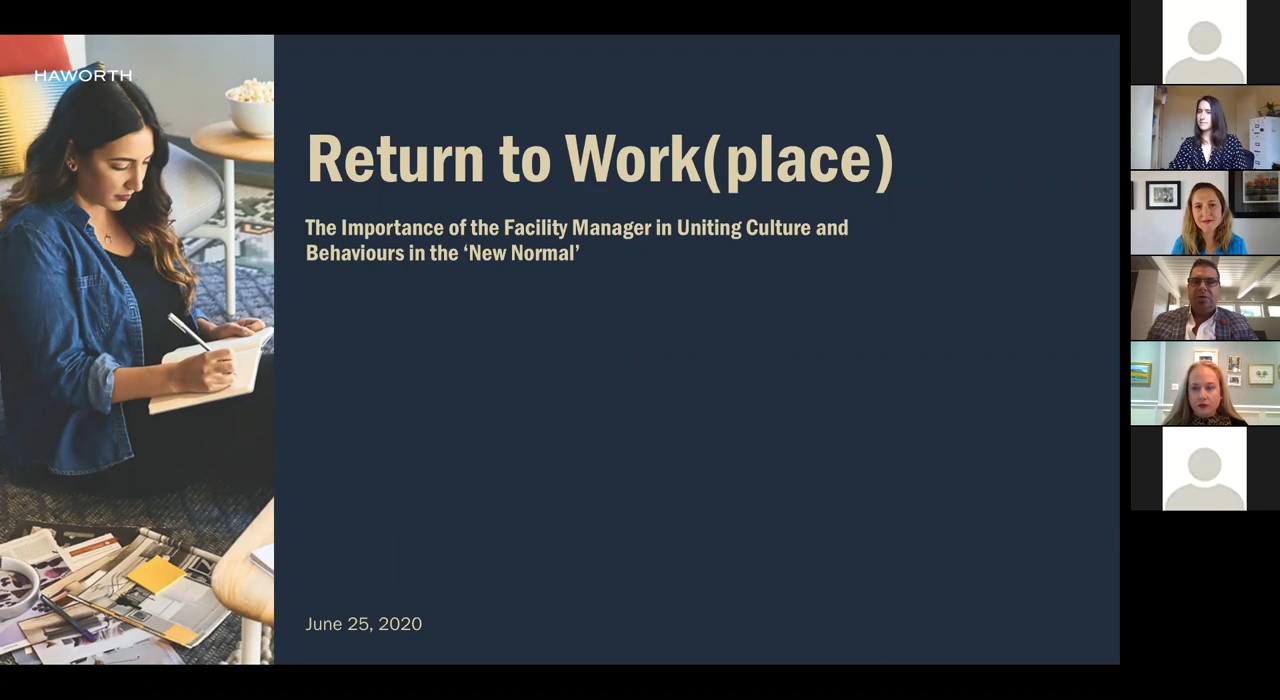 HAWORTH
Return to Work(place)
The Importance of the Facility Manager in Uniting Culture and
Behaviours in the ‘New Normal’
June 25, 2020